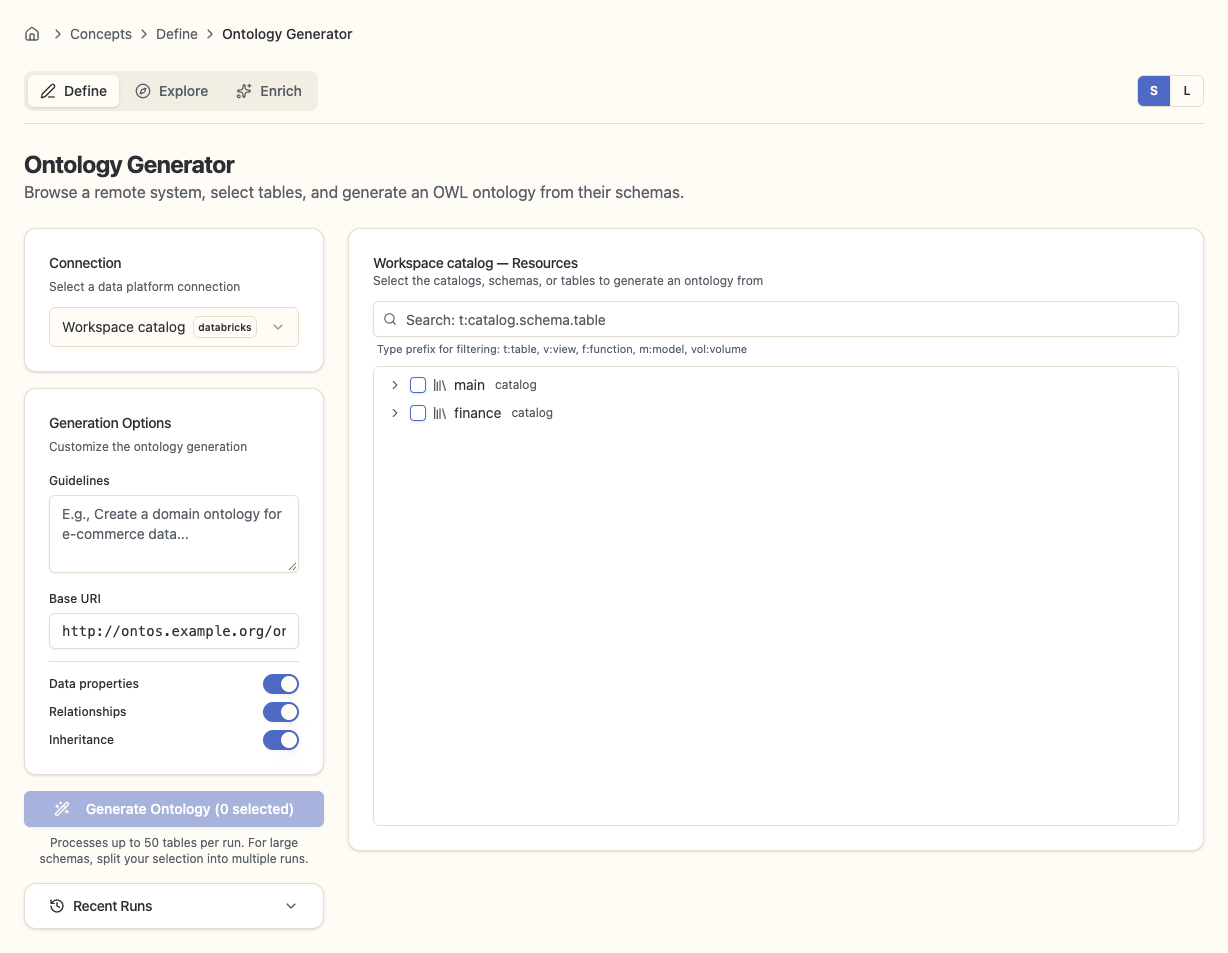 Concepts > Define > Ontology Generator
Define Explore Enrich
S L
Ontology Generator
Browse a remote system, select tables, and generate an OWL ontology from their schemas.
Connection
Select a data platform connection
Workspace catalog databricks
Generation Options
Customize the ontology generation
Guidelines
E.g., Create a domain ontology for
e-commerce data...
Base URI
http://ontos.example.org/or
Data properties
Relationships
Inheritance
Generate Ontology (0 selected)
Processes up to 50 tables per run. For large
schemas, split your selection into multiple runs.
Recent Runs
Workspace catalog — Resources
Select the catalogs, schemas, or tables to generate an ontology from
Search: t:catalog.schema.table
Type prefix for filtering: t:table, v:view, f:function, m:model, vol:volume
main catalog
finance catalog